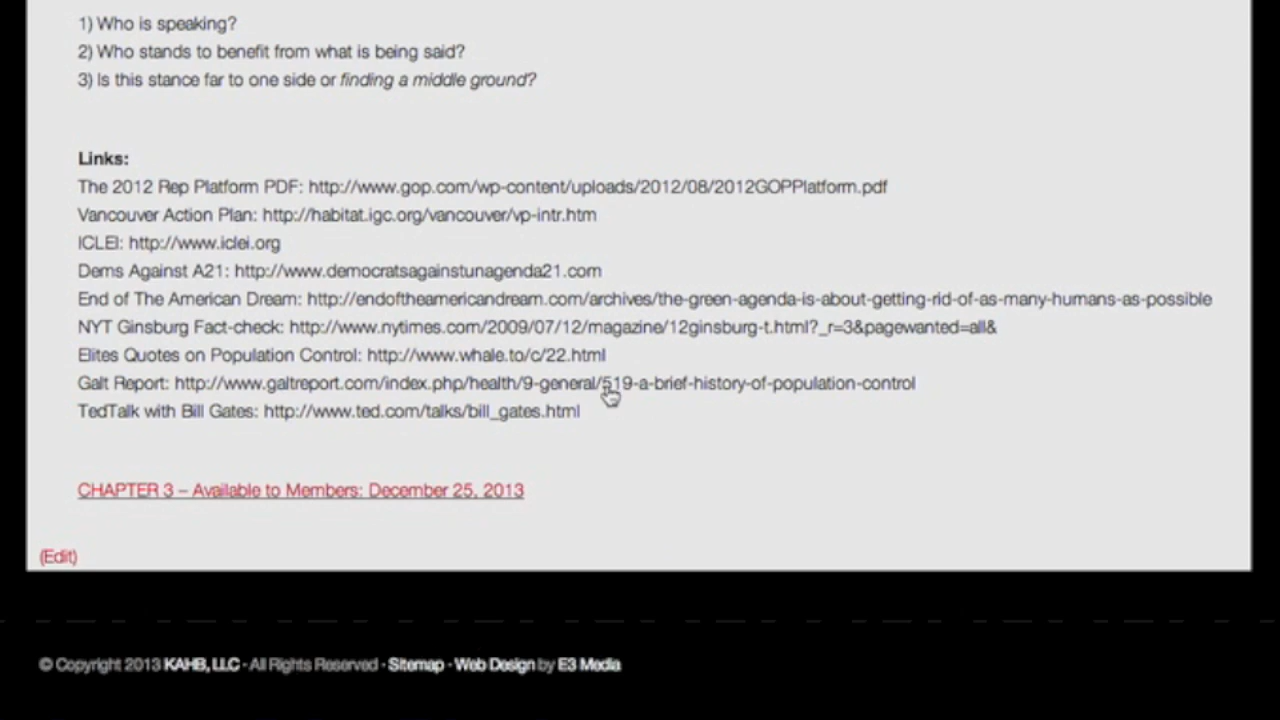 1) Who is speaking?
2) Who stands to benefit from what is being said?
3) Is this stance far to one side or finding a middle ground?
Links:
The 2012 Rep Platform PDF: http://www.gop.com/wp-content/uploads/2012/08/2012GOPPlatform.pdf
Vancouver Action Plan: http://habitat.igc.org/vancouver/vp-intr.htm
ICLEI: http://www.iclei.org
Dems Against A21: http://www.democratsagainstunagenda21.com
End of The American Dream: http://endoftheamericandream.com/archives/the-green-agenda-is-about-getting-rid-of-as-many-humans-as-possible
NYT Ginsburg Fact-check: http://www.nytimes.com/2009/07/12/magazine/12ginsburg-t.html?_r=3&pagewanted=all&
Elites Quotes on Population Control: http://www.whale.to/c/22.html
Galt Report: http://www.galtreport.com/index.php/health/9-general/519-a-brief-history-of-population-control
TedTalk with Bill Gates: http://www.ted.com/talks/bill_gates.html
CHAPTER 3 – Available to Members: December 25, 2013
(Edit)
© Copyright 2013 KAHB, LLC · All Rights Reserved · Sitemap · Web Design by E3 Media